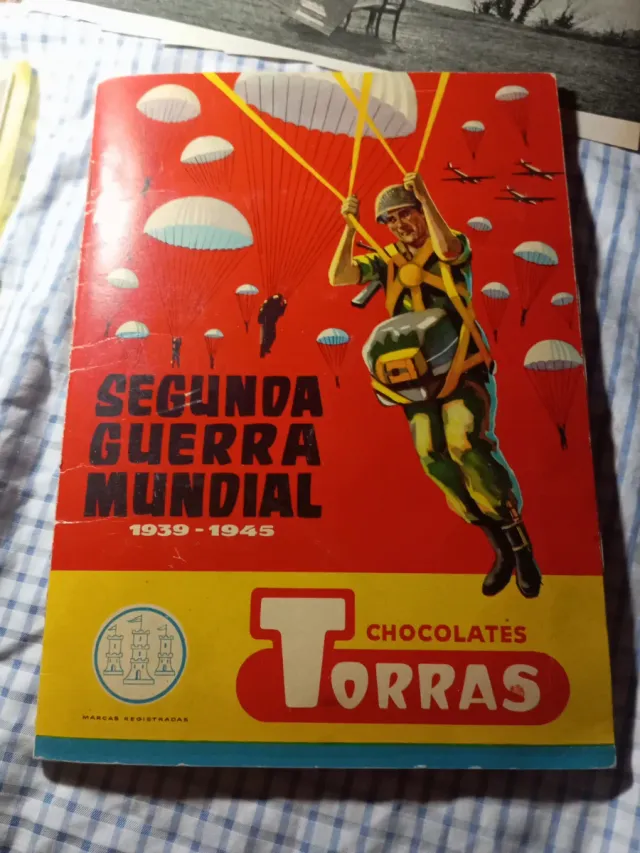 SEGUNDA
GUERRA
MUNDIAL
1939-1945
CHOCOLATES
TORRAS
MARCAS REGISTRADAS